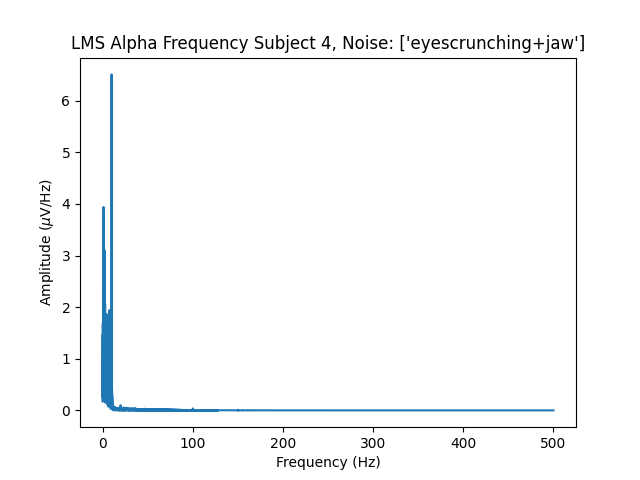 LMS Alpha Frequency Subject 4, Noise: ['eyescrunching+jaw']
6
5
4
3
2
1
0
Amplitude (μV/Hz)
0 100 200 300 400 500
Frequency (Hz)